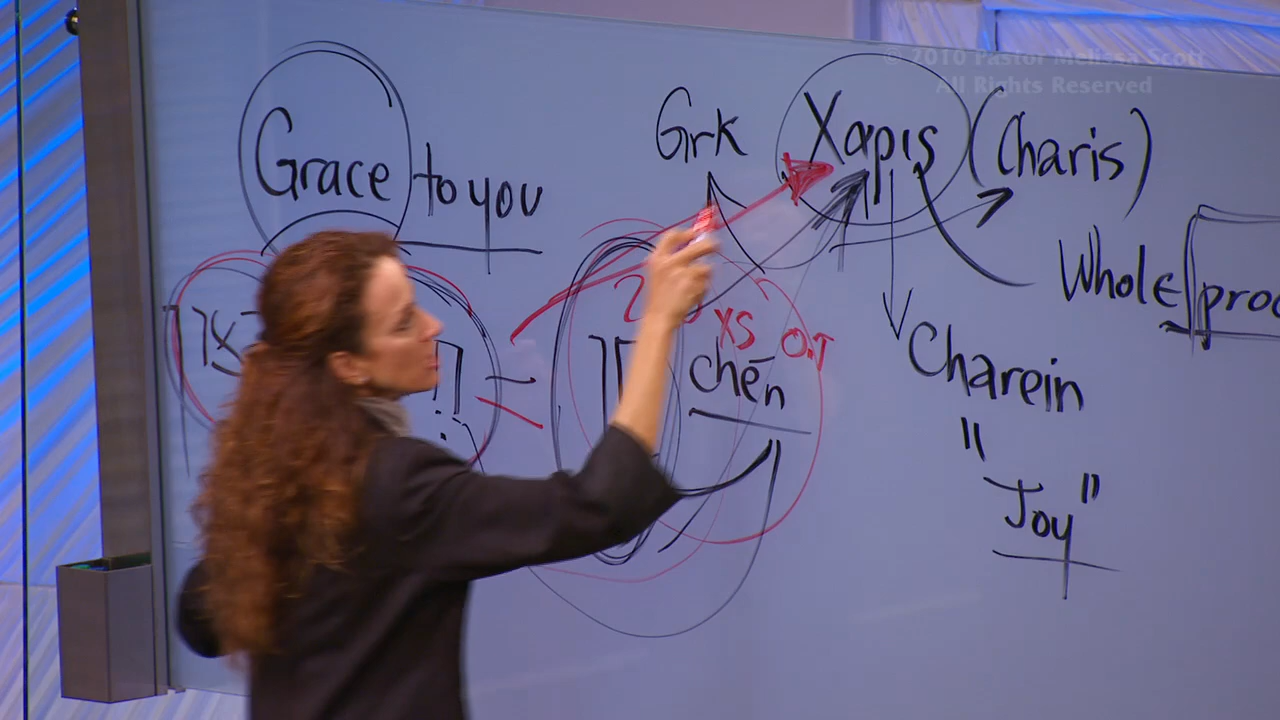 © 2010 Pastor Melissa Scott
All Rights Reserved
Grace to you
Grk Χαρις (Charis)
Whole
= chēn
XS O.T
Charein
"Joy"